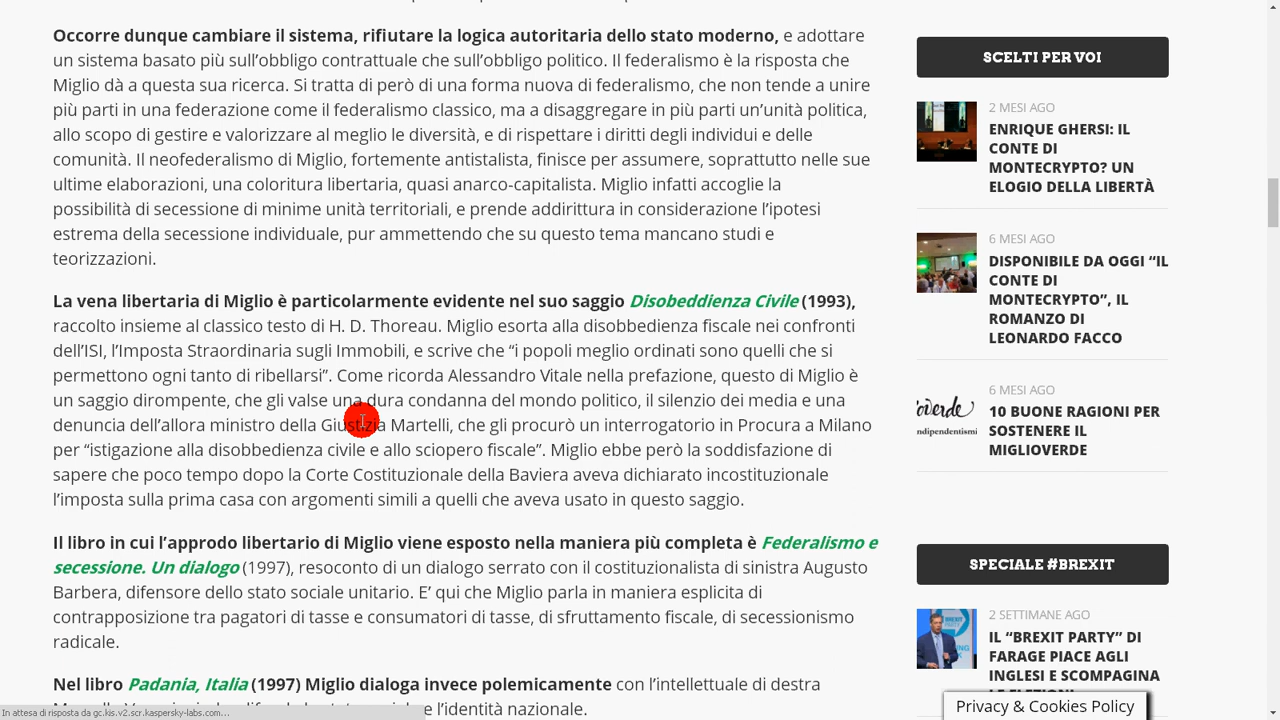 Occorre dunque cambiare il sistema, rifiutare la logica autoritaria dello stato moderno, e adottare
un sistema basato più sull’obbligo contrattuale che sull’obbligo politico. Il federalismo è la risposta che
Miglio dà a questa sua ricerca. Si tratta di però di una forma nuova di federalismo, che non tende a unire
più parti in una federazione come il federalismo classico, ma a disaggregare in più parti un’unità politica,
allo scopo di gestire e valorizzare al meglio le diversità, e di rispettare i diritti degli individui e delle
comunità. Il neofederalismo di Miglio, fortemente antistalista, finisce per assumere, soprattutto nelle sue
ultime elaborazioni, una coloritura libertaria, quasi anarco-capitalista. Miglio infatti accoglie la
possibilità di secessione di minime unità territoriali, e prende addirittura in considerazione l’ipotesi
estrema della secessione individuale, pur ammettendo che su questo tema mancano studi e
teorizzazioni.
La vena libertaria di Miglio è particolarmente evidente nel suo saggio Disobeddienza Civile (1993),
raccolto insieme al classico testo di H. D. Thoreau. Miglio esorta alla disobbedienza fiscale nei confronti
dell’ISI, l’Imposta Straordinaria sugli Immobili, e scrive che “i popoli meglio ordinati sono quelli che si
permettono ogni tanto di ribellarsi”. Come ricorda Alessandro Vitale nella prefazione, questo di Miglio è
un saggio dirompente, che gli valse una dura condanna del mondo politico, il silenzio dei media e una
denuncia dell’allora ministro della Giustizia Martelli, che gli procurò un interrogatorio in Procura a Milano
per “istigazione alla disobbedienza civile e allo sciopero fiscale”. Miglio ebbe però la soddisfazione di
sapere che poco tempo dopo la Corte Costituzionale della Baviera aveva dichiarato incostituzionale
l’imposta sulla prima casa con argomenti simili a quelli che aveva usato in questo saggio.
Il libro in cui l’approdo libertario di Miglio viene esposto nella maniera più completa è Federalismo e
secessione. Un dialogo (1997), resoconto di un dialogo serrato con il costituzionalista di sinistra Augusto
Barbera, difensore dello stato sociale unitario. E’ qui che Miglio parla in maniera esplicita di
contrapposizione tra pagatori di tasse e consumatori di tasse, di sfruttamento fiscale, di secessionismo
radicale.
Nel libro Padania, Italia (1997) Miglio dialoga invece polemicamente con l’intellettuale di destra
e l’identità nazionale.
In attesa di risposta da gc.kis.v2.scr.kaspersky-labs.com...
SCELTI PER VOI
2 MESI AGO
ENRIQUE GHERSI: IL
CONTE DI
MONTECRYPTO? UN
ELOGIO DELLA LIBERTÀ
6 MESI AGO
DISPONIBILE DA OGGI “IL
CONTE DI
MONTECRYPTO”, IL
ROMANZO DI
LEONARDO FACCO
6 MESI AGO
10 BUONE RAGIONI PER
SOSTENERE IL
MIGLIOVERDE
overde
ndipendentismi
SPECIALE #BREXIT
2 SETTIMANE AGO
IL “BREXIT PARTY” DI
FARAGE PIACE AGLI
INGLESI E SCOMPAGINA
Privacy & Cookies Policy